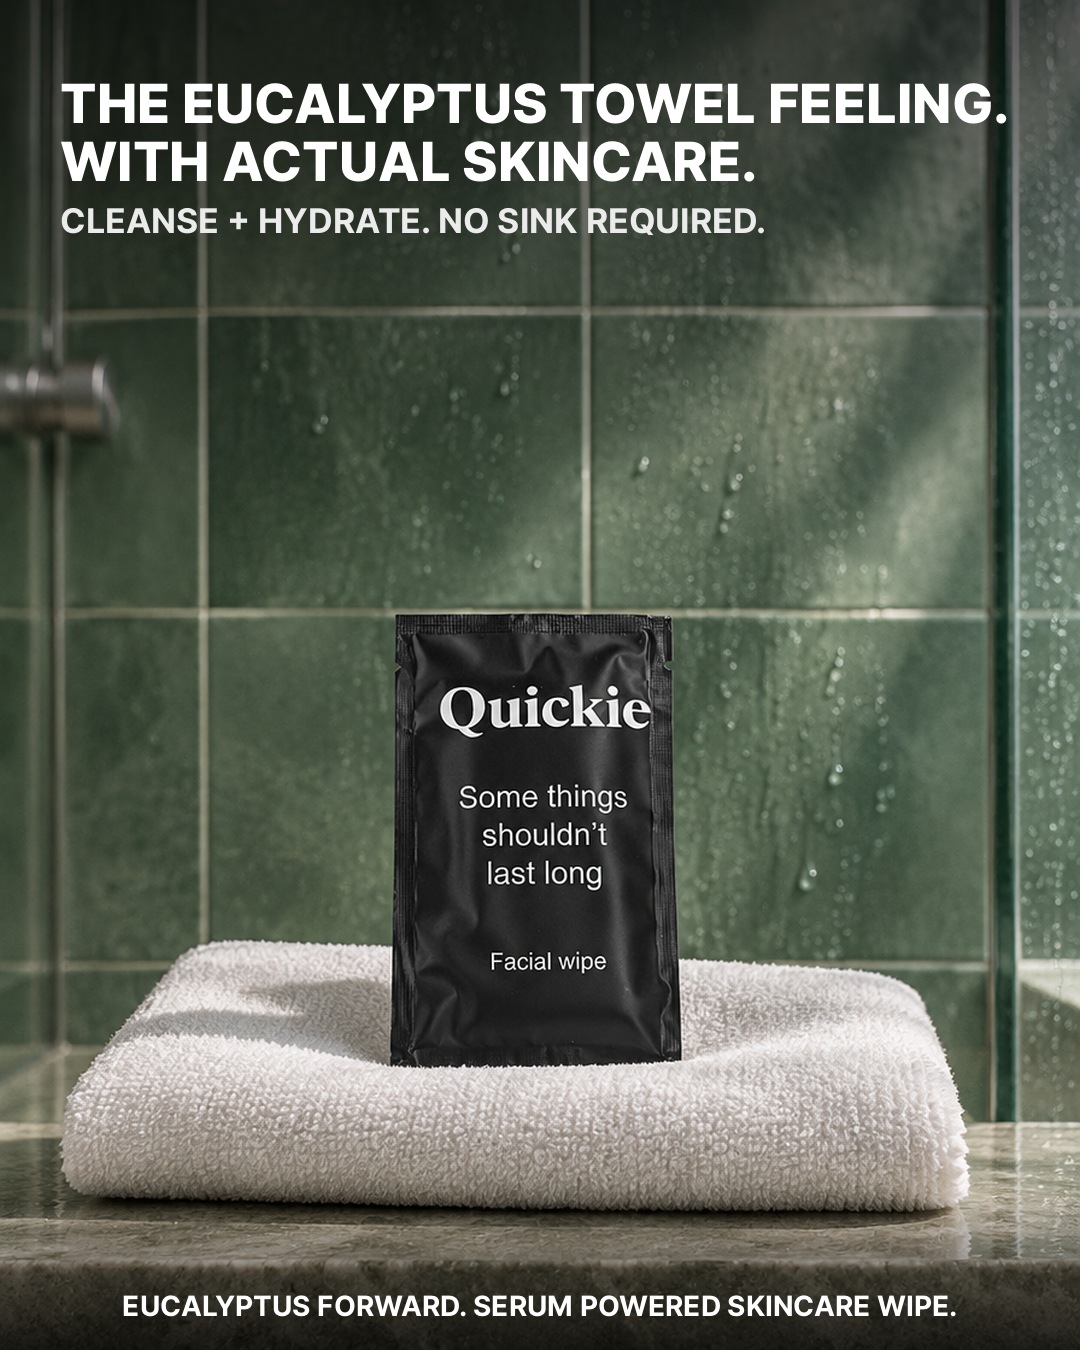 THE EUCALYPTUS TOWEL FEELING.
WITH ACTUAL SKINCARE.
CLEANSE + HYDRATE. NO SINK REQUIRED.
Quickie
Some things
shouldn’t
last long
Facial wipe
EUCALYPTUS FORWARD. SERUM POWERED SKINCARE WIPE.